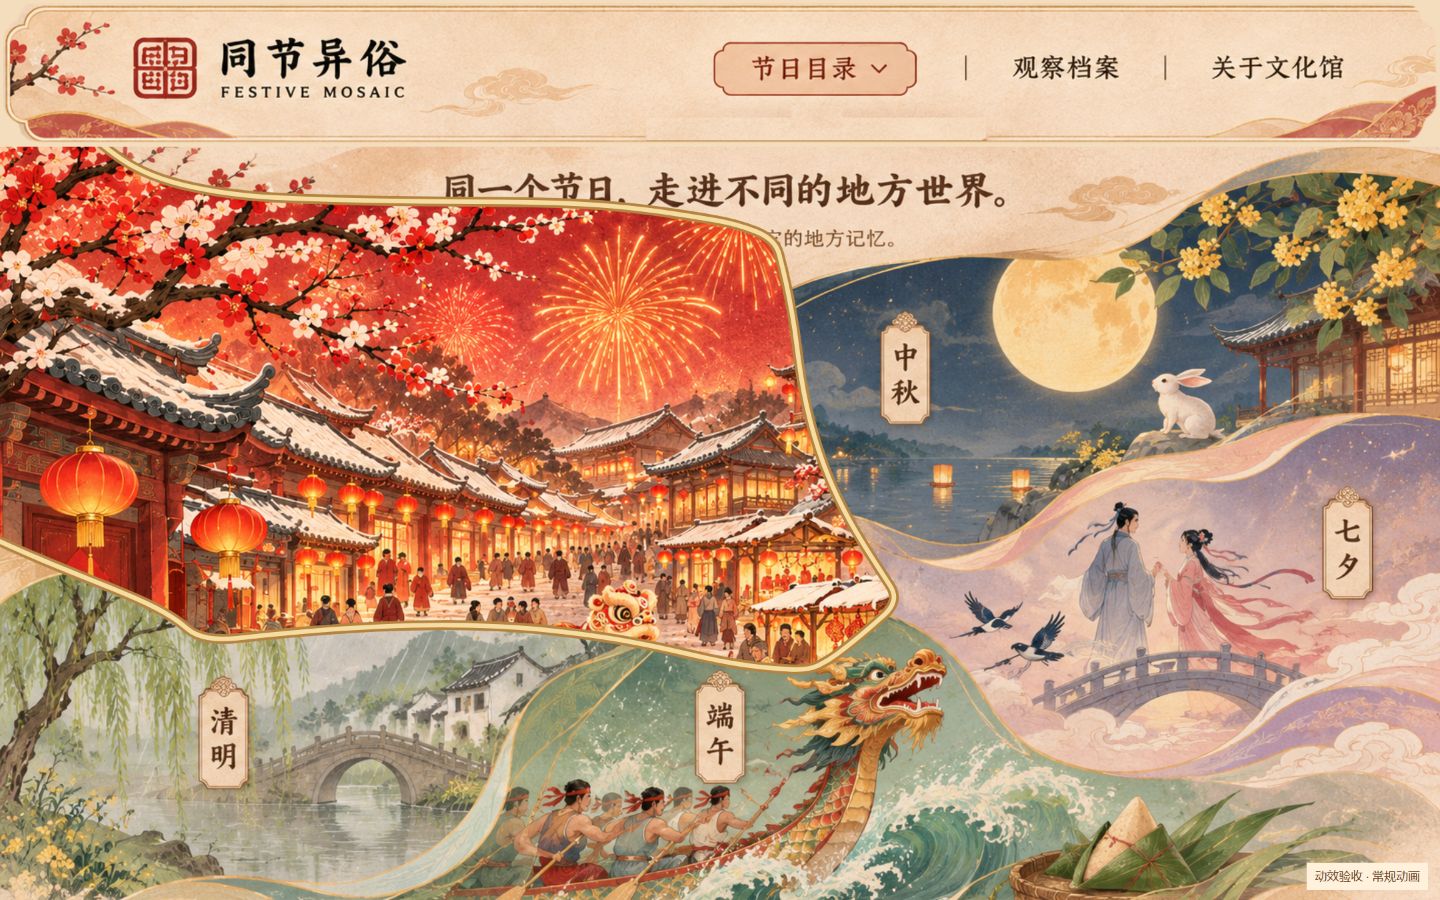 同节异俗
FESTIVE MOSAIC
节日目录
观察档案
关于文化馆
同一个节日，走进不同的地方世界。
的地方记忆。
中秋
七夕
清明
端午
动效验收 · 常规动画